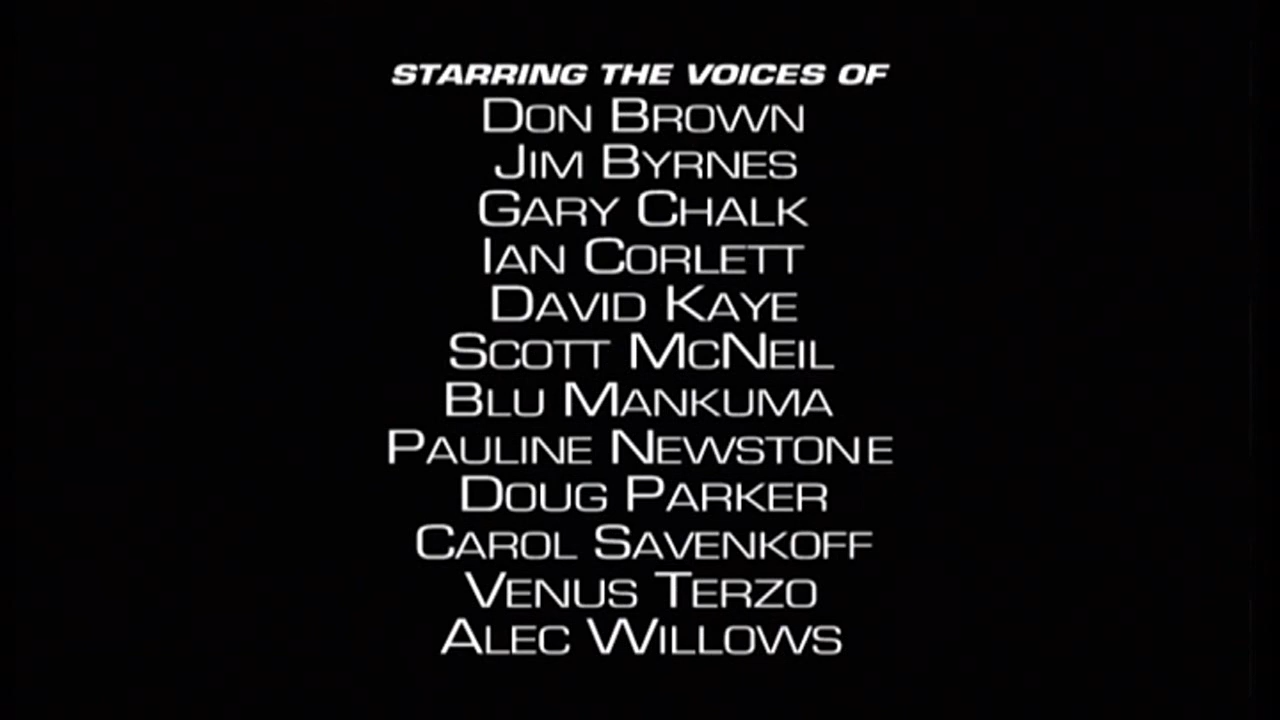 STARRING THE VOICES OF
DON BROWN
JIM BYRNES
GARY CHALK
IAN CORLETT
DAVID KAYE
SCOTT MCNEIL
BLU MANKUMA
PAULINE NEWSTONE
DOUG PARKER
CAROL SAVENKOFF
VENUS TERZO
ALEC WILLOWS